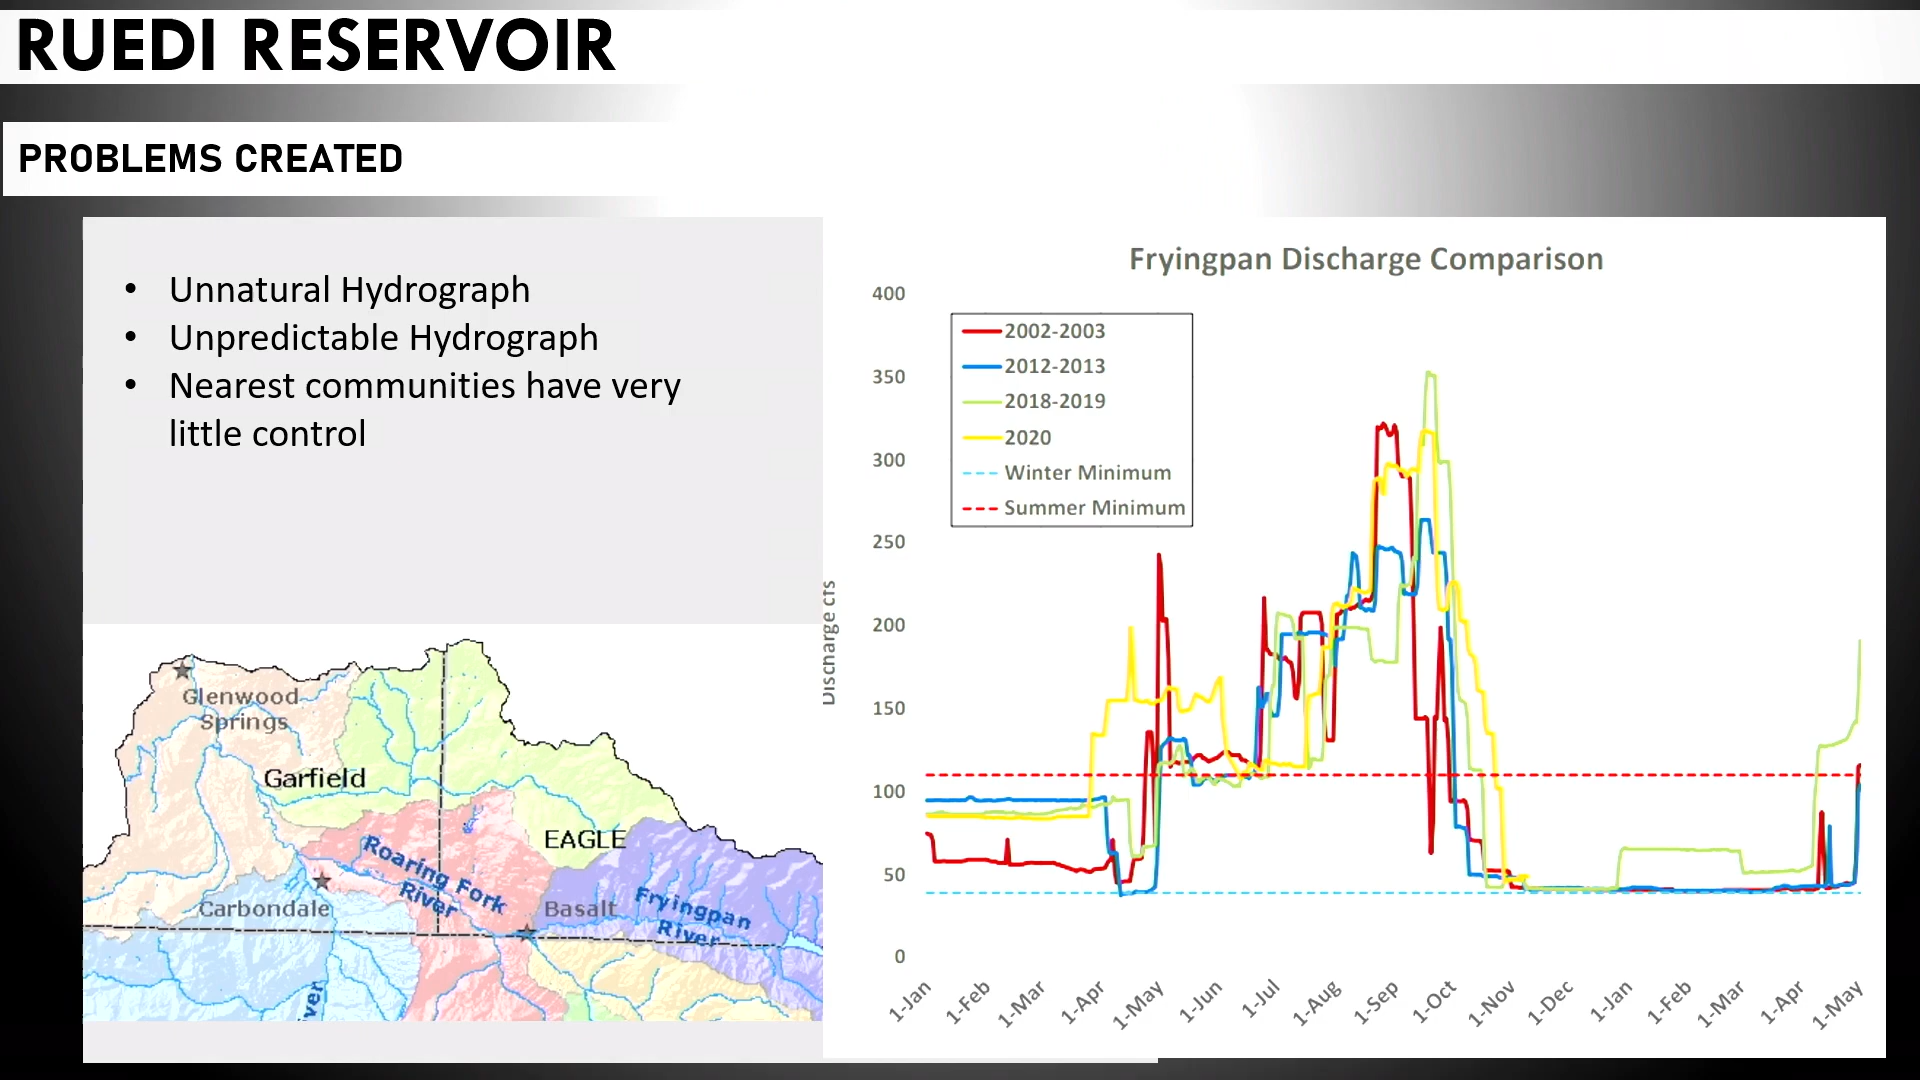 RUEDI RESERVOIR
PROBLEMS CREATED
• Unnatural Hydrograph
• Unpredictable Hydrograph
• Nearest communities have very
little control
Glenwood
Springs
Garfield
EAGLE
Roaring Fork
River
Carbondale
Basalt
Fryingpan
River
Fryingpan Discharge Comparison
2002-2003
2012-2013
2018-2019
2020
Winter Minimum
Summer Minimum
Discharge cfs
400
350
300
250
200
150
100
50
0
1-Jan
1-Feb
1-Mar
1-Apr
1-May
1-Jun
1-Jul
1-Aug
1-Sep
1-Oct
1-Nov
1-Dec
1-Jan
1-Feb
1-Mar
1-Apr
1-May